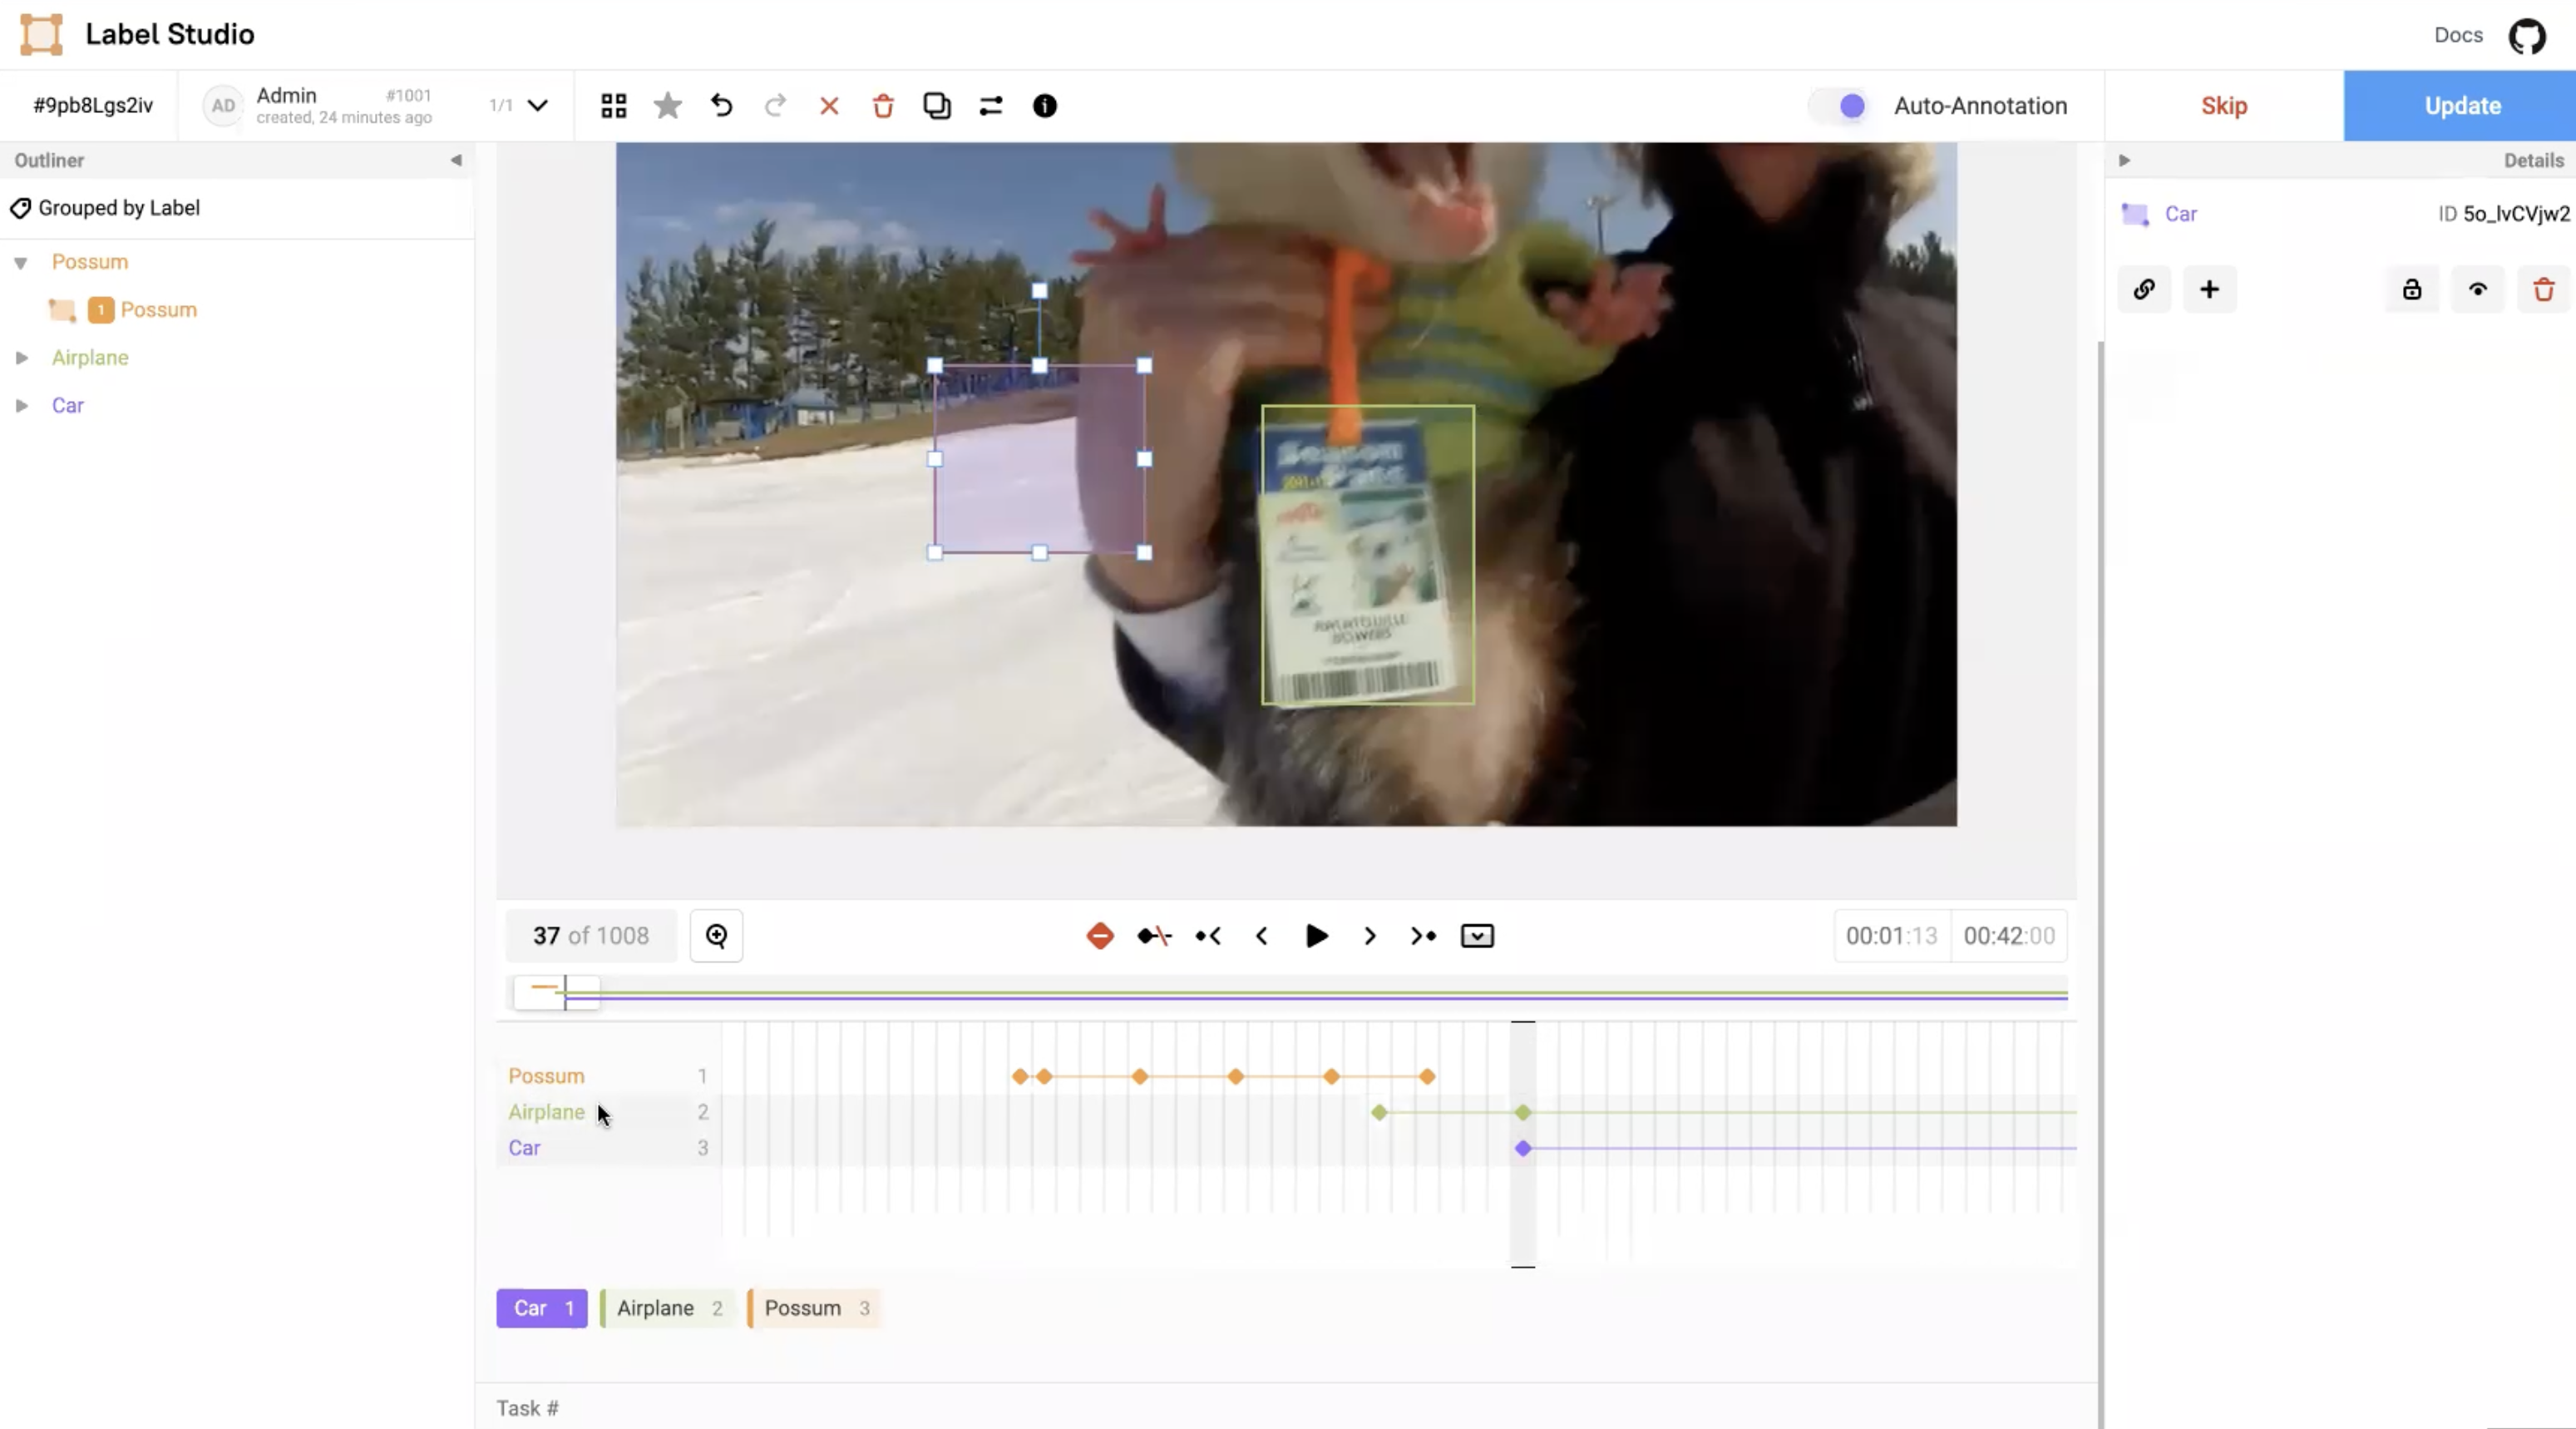 Label Studio
Docs
#9pb8Lgs2iv
AD
Admin
#1001
created, 24 minutes ago
1/1
Auto-Annotation
Skip
Update
Outliner
Details
Grouped by Label
Car
ID 5o_lvCVjw2
Possum
1 Possum
Airplane
Car
Season
Pass
37 of 1008
00:01:13
00:42:00
Possum 1
Airplane 2
Car 3
Car 1
Airplane 2
Possum 3
Task #